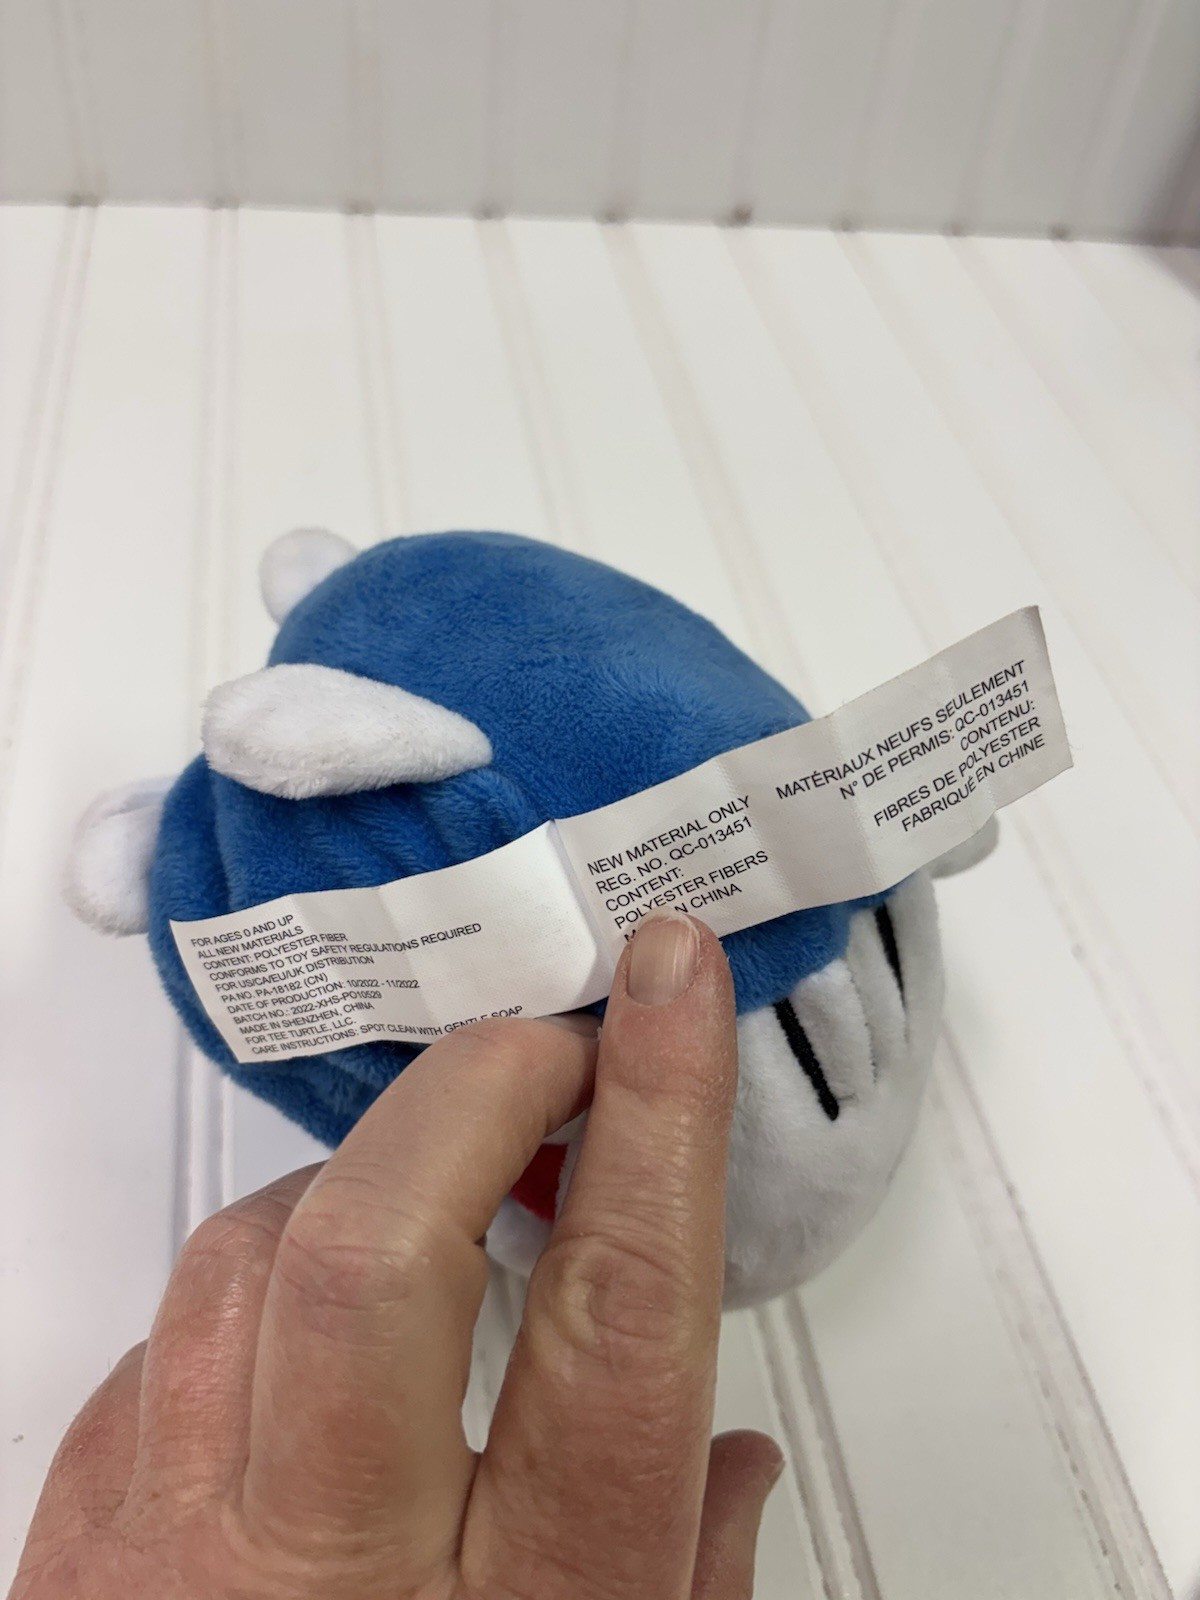 FOR AGES 0 AND UP
ALL NEW MATERIALS
CONTENT: POLYESTER FIBER
CONFORMS TO TOY SAFETY REGULATIONS REQUIRED
FOR US/CA/EU/UK DISTRIBUTION
PA NO.: PA-18182 (CN)
DATE OF PRODUCTION: 10/2022 - 11/2022
BATCH NO.: 2022-XHS-PO10529
MADE IN SHENZHEN, CHINA
FOR TEE TURTLE, LLC.
CARE INSTRUCTIONS: SPOT CLEAN WITH GENTLE SOAP
NEW MATERIAL ONLY
REG. NO. QC-013451
CONTENT:
POLYESTER FIBERS
CHINA
MATÉRIAUX NEUFS SEULEMENT
N° DE PERMIS: QC-013451
CONTENU:
FIBRES DE POLYESTER
FABRIQUÉ EN CHINE